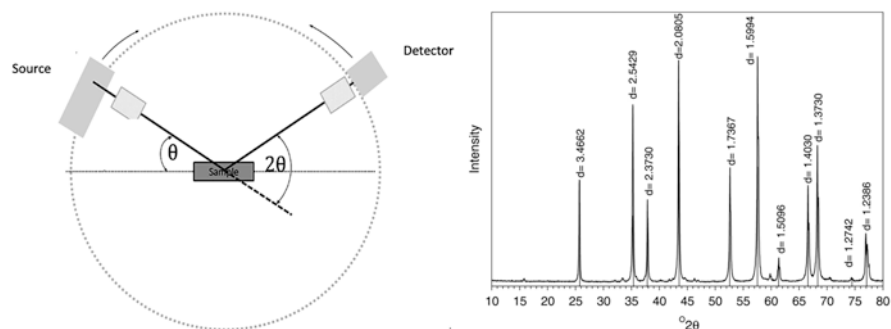 Source
Detector
θ
Sample
2θ
Intensity
d= 3.4662
d= 2.5429
d= 2.3730
d=2.0805
d= 1.7367
d= 1.5994
d= 1.5096
d= 1.4030
d= 1.3730
d= 1.2742
d= 1.2386
10 15 20 25 30 35 40 45 50 55 60 65 70 75 80
°2θ